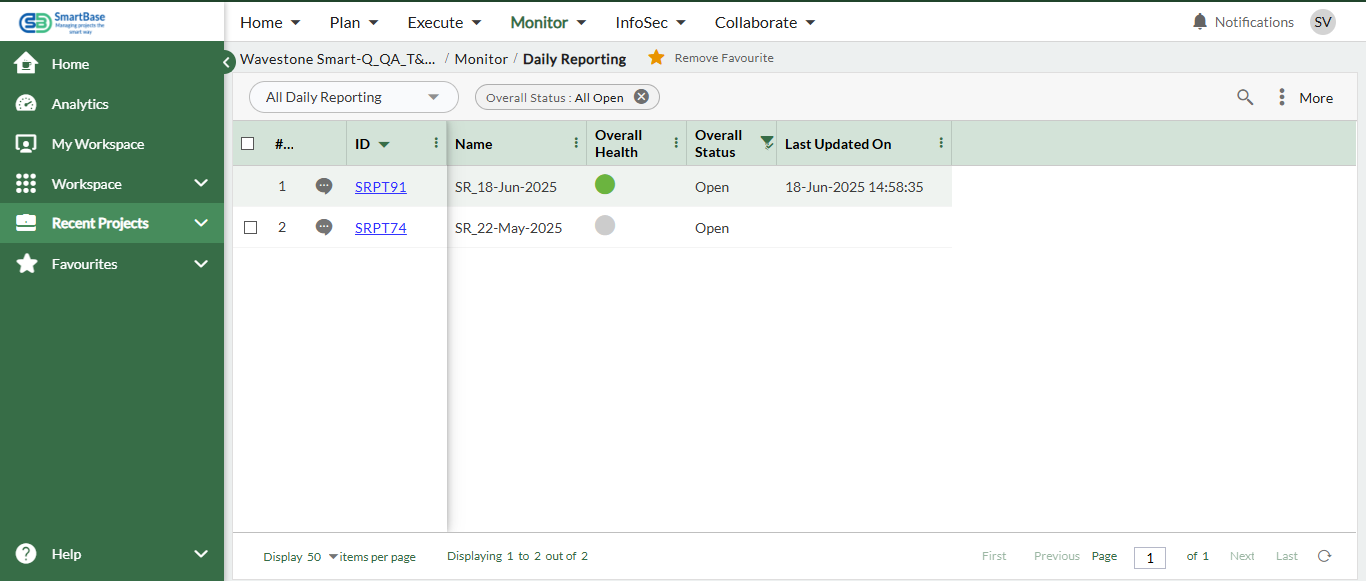 SmartBase
Managing projects the
smart way
Home Plan Execute Monitor InfoSec Collaborate Notifications SV
Home
Analytics
My Workspace
Workspace
Recent Projects
Favourites
Help
Wavestone Smart-Q_QA_T&... / Monitor / Daily Reporting Remove Favourite
All Daily Reporting Overall Status : All Open More
#... ID Name Overall Health Overall Status Last Updated On
1 SRPT91 SR_18-Jun-2025 Open 18-Jun-2025 14:58:35
2 SRPT74 SR_22-May-2025 Open
Display 50 items per page Displaying 1 to 2 out of 2 First Previous Page 1 of 1 Next Last